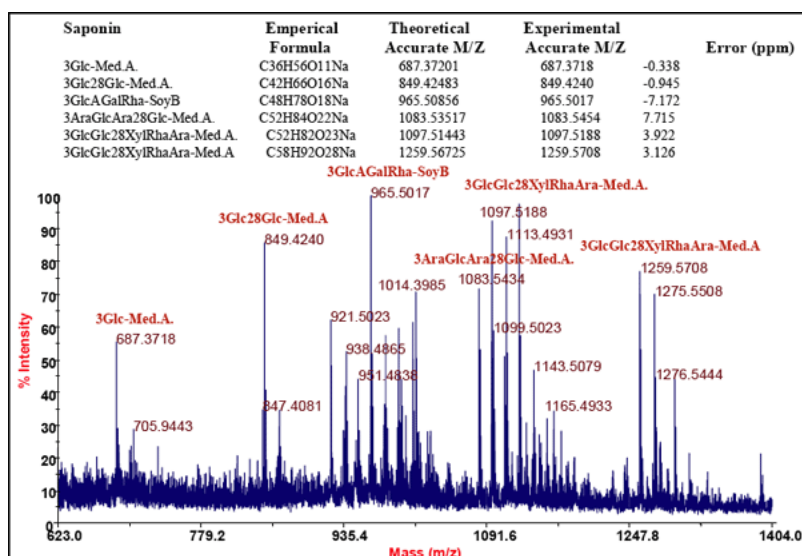 Saponin Emperical Formula Theoretical Accurate M/Z Experimental Accurate M/Z Error (ppm)
3Glc-Med.A. C36H56O11Na 687.37201 687.3718 -0.338
3Glc28Glc-Med.A. C42H66O16Na 849.42483 849.4240 -0.945
3GlcAGalRha-SoyB C48H78O18Na 965.50856 965.5017 -7.172
3AraGlcAra28Glc-Med.A. C52H84O22Na 1083.53517 1083.5454 7.715
3GlcGlc28XylRhaAra-Med.A. C52H82O23Na 1097.51443 1097.5188 3.922
3GlcGlc28XylRhaAra-Med.A C58H92O28Na 1259.56725 1259.5708 3.126
3GlcAGalRha-SoyB
965.5017
3GlcGlc28XylRhaAra-Med.A.
1097.5188
1113.4931
3Glc28Glc-Med.A
849.4240
3GlcGlc28XylRhaAra-Med.A
1259.5708
1275.5508
3AraGlcAra28Glc-Med.A.
1083.5434
1014.3985
3Glc-Med.A.
687.3718
921.5023
938.4865
951.4838
1099.5023
1143.5079
1165.4933
1276.5444
705.9443
847.4081
% Intensity
100
90
80
70
60
50
40
30
20
10
0
623.0 779.2 935.4 1091.6 1247.8 1404.0
Mass (m/z)